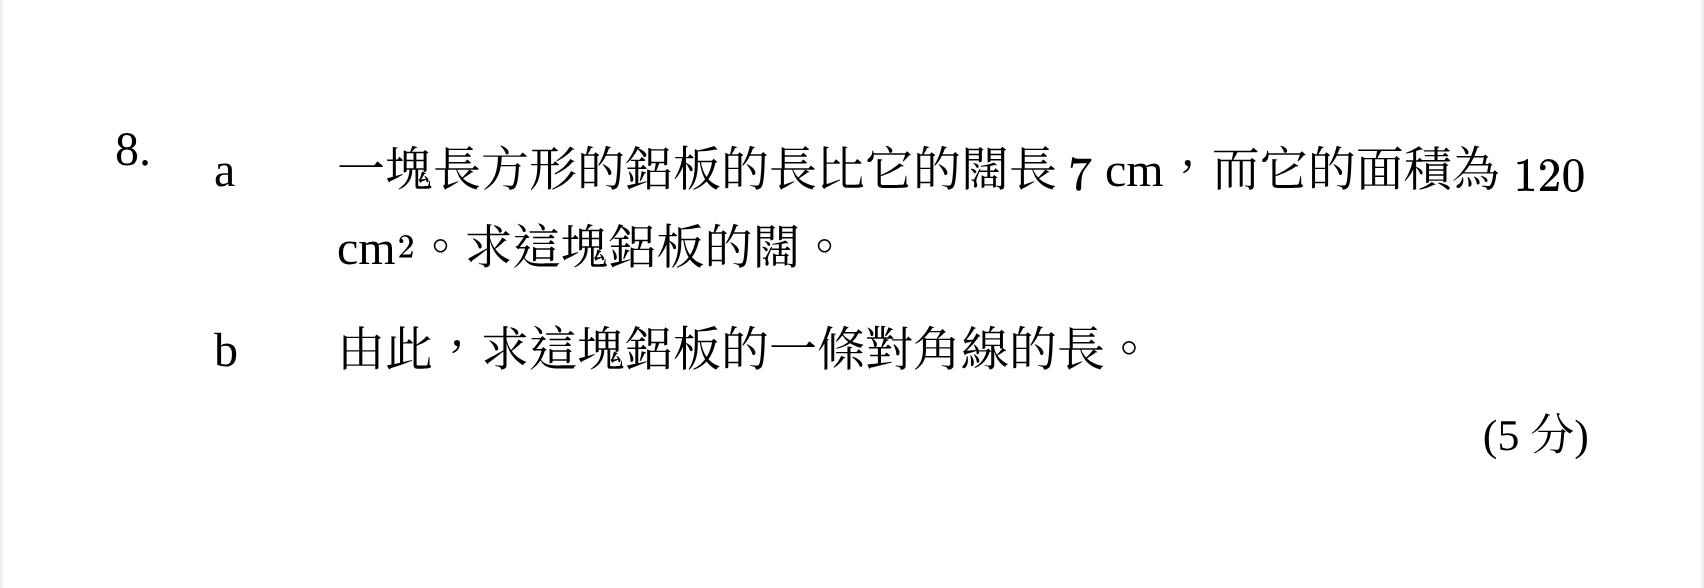 8. a 一塊長方形的鋁板的長比它的闊長 7 cm，而它的面積為 120
cm²。求這塊鋁板的闊。
b 由此，求這塊鋁板的一條對角線的長。
(5 分)